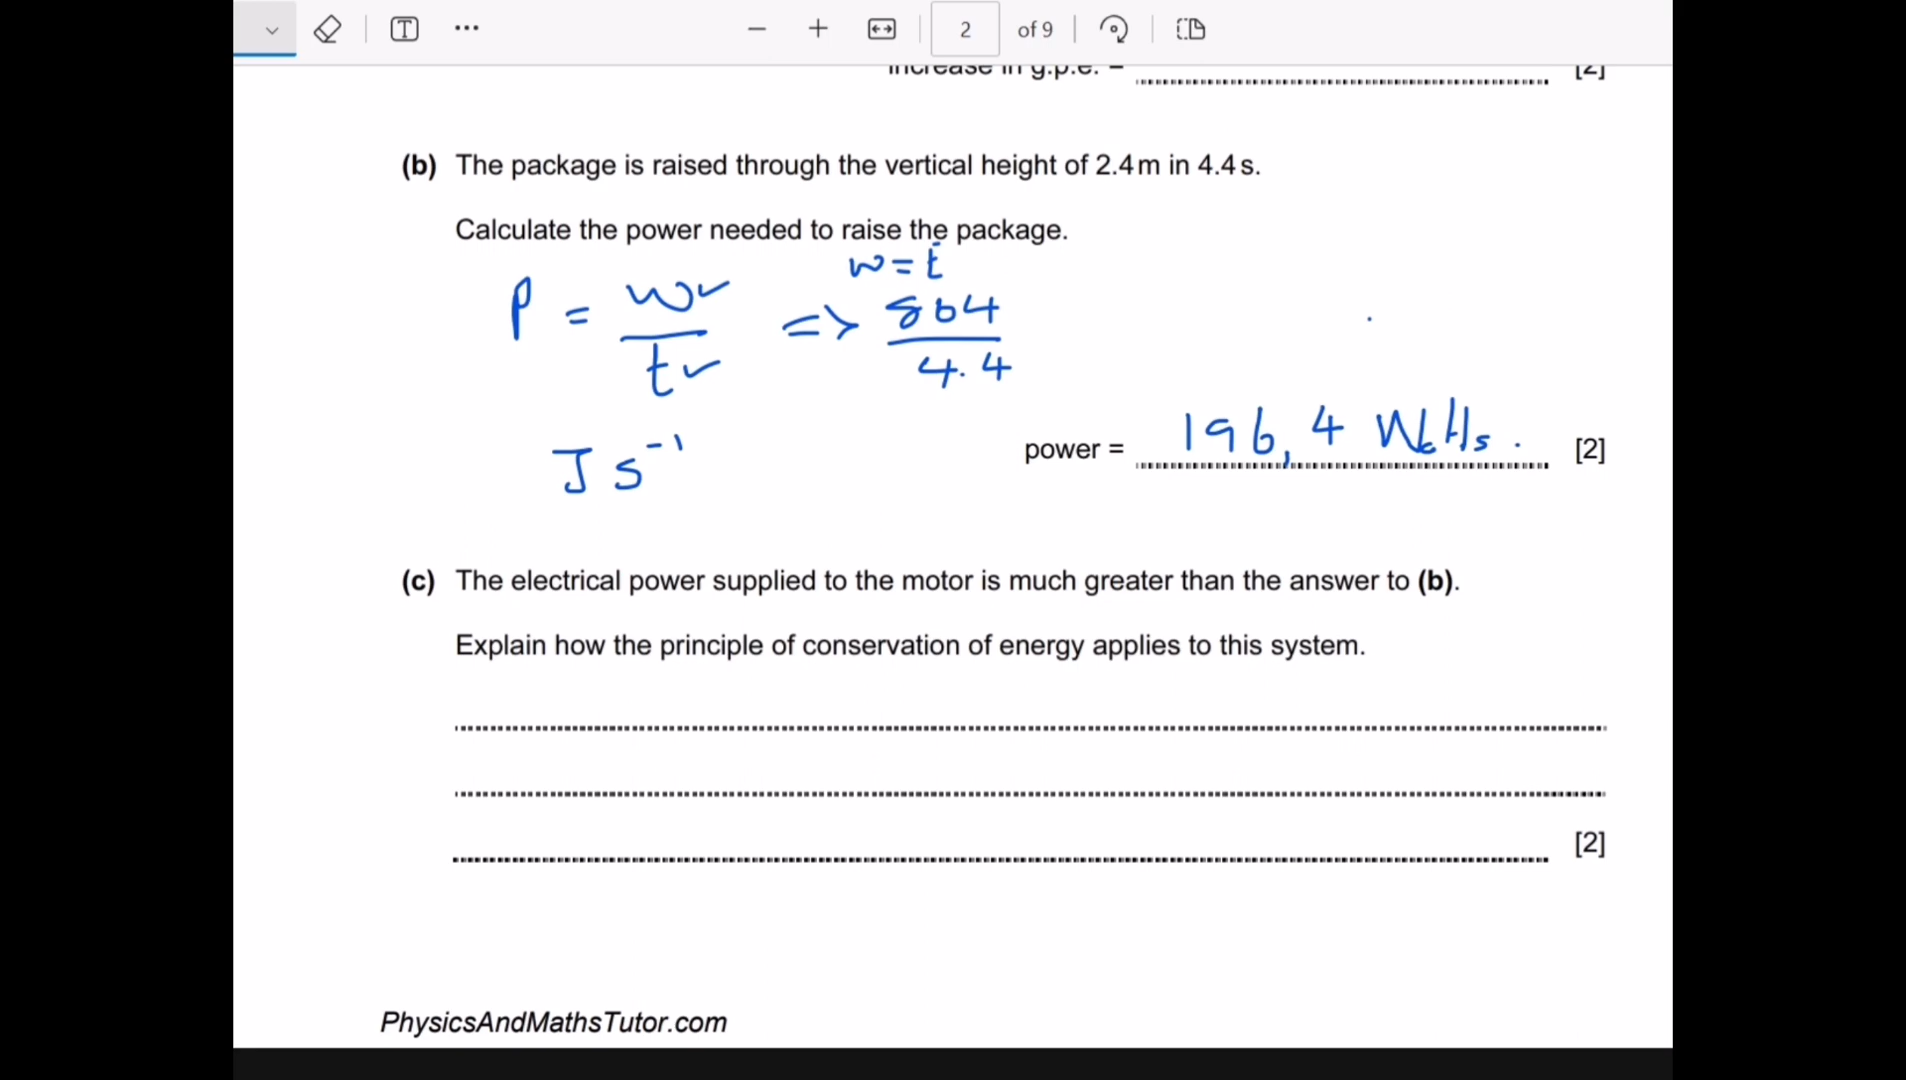 2 of 9
increase in g.p.e. = [2]
(b) The package is raised through the vertical height of 2.4 m in 4.4 s.
Calculate the power needed to raise the package.
W = E
P = W / t => 864 / 4.4
J s⁻¹
power = 196,4 Watts. [2]
(c) The electrical power supplied to the motor is much greater than the answer to (b).
Explain how the principle of conservation of energy applies to this system.
[2]
PhysicsAndMathsTutor.com